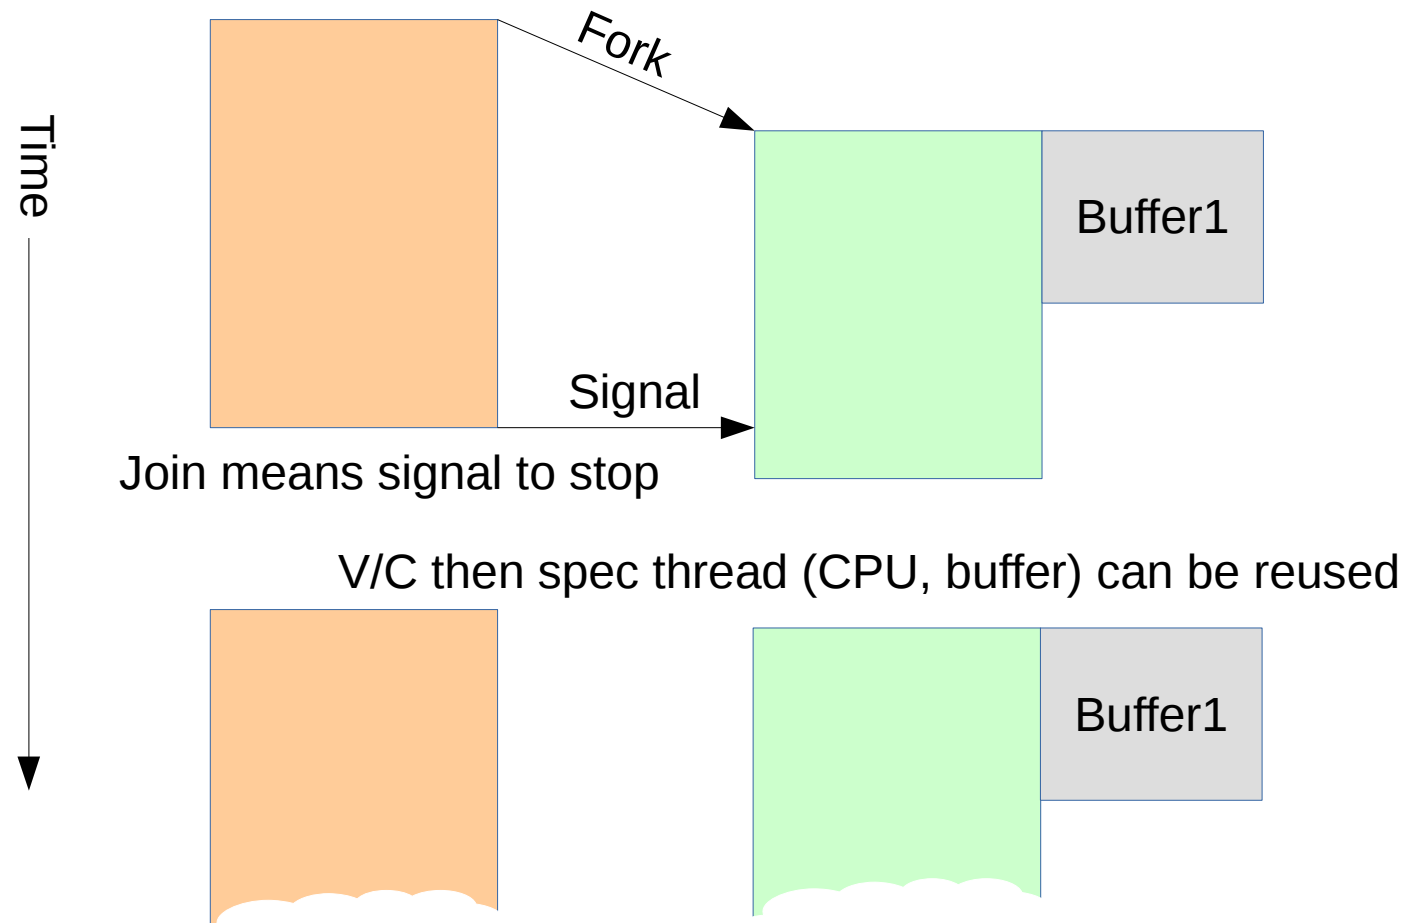 Fork
Time
Buffer1
Signal
Join means signal to stop
V/C then spec thread (CPU, buffer) can be reused
Buffer1